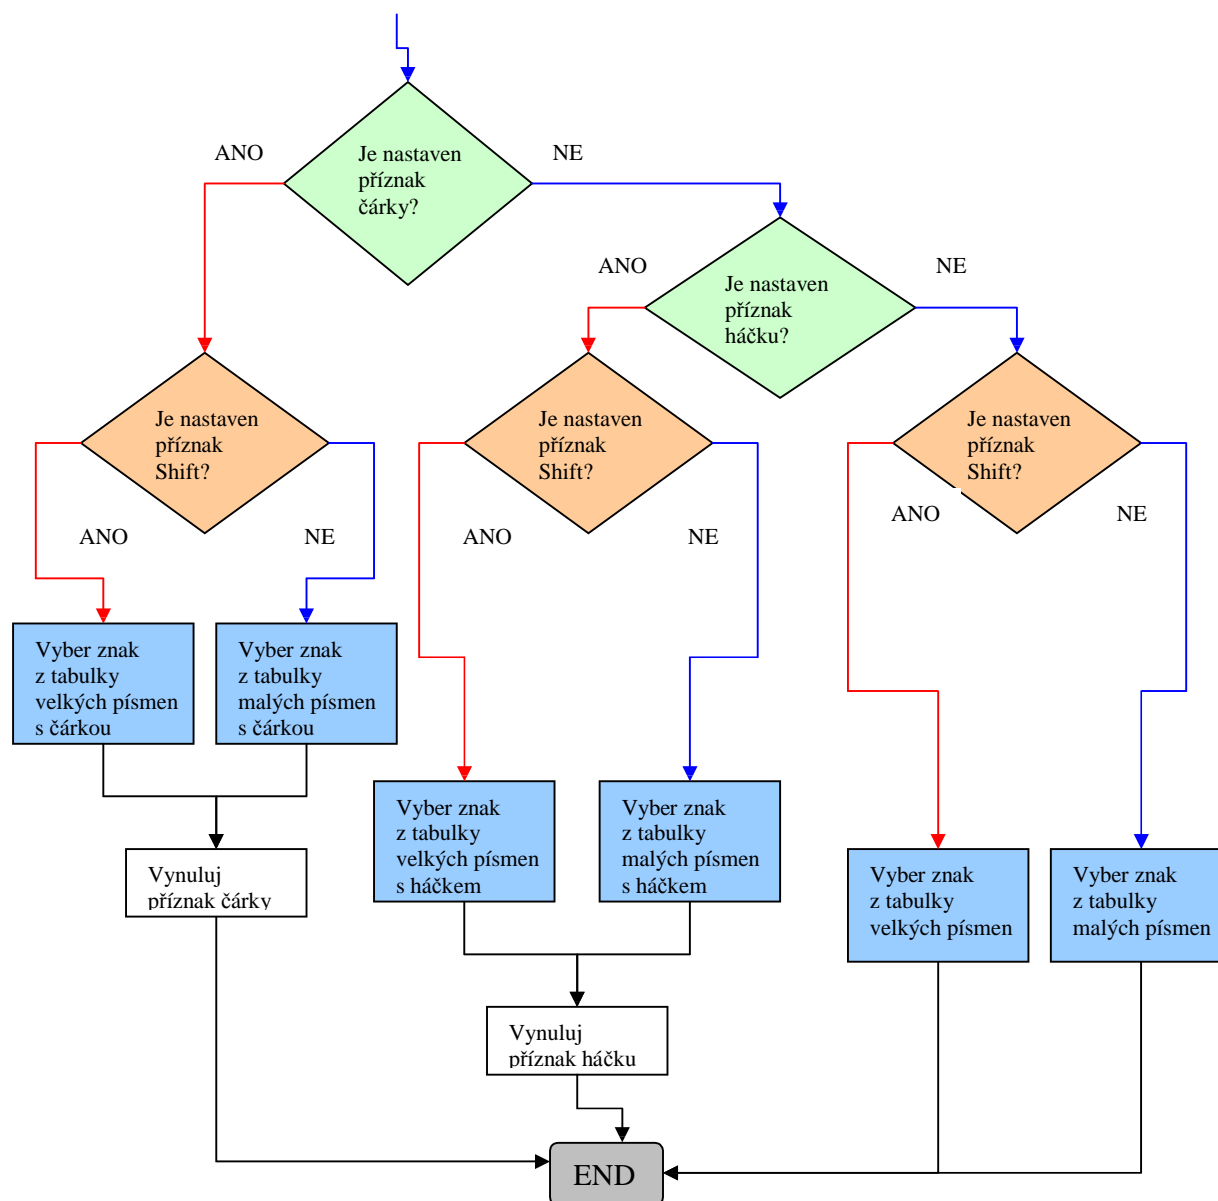 ANO
NE
Je nastaven
příznak
čárky?
ANO
NE
Je nastaven
příznak
háčku?
Je nastaven
příznak
Shift?
Je nastaven
příznak
Shift?
Je nastaven
příznak
Shift?
ANO
NE
ANO
NE
ANO
NE
Vyber znak
z tabulky
velkých písmen
s čárkou
Vyber znak
z tabulky
malých písmen
s čárkou
Vyber znak
z tabulky
velkých písmen
s háčkem
Vyber znak
z tabulky
malých písmen
s háčkem
Vyber znak
z tabulky
velkých písmen
Vyber znak
z tabulky
malých písmen
Vynuluj
příznak čárky
Vynuluj
příznak háčku
END